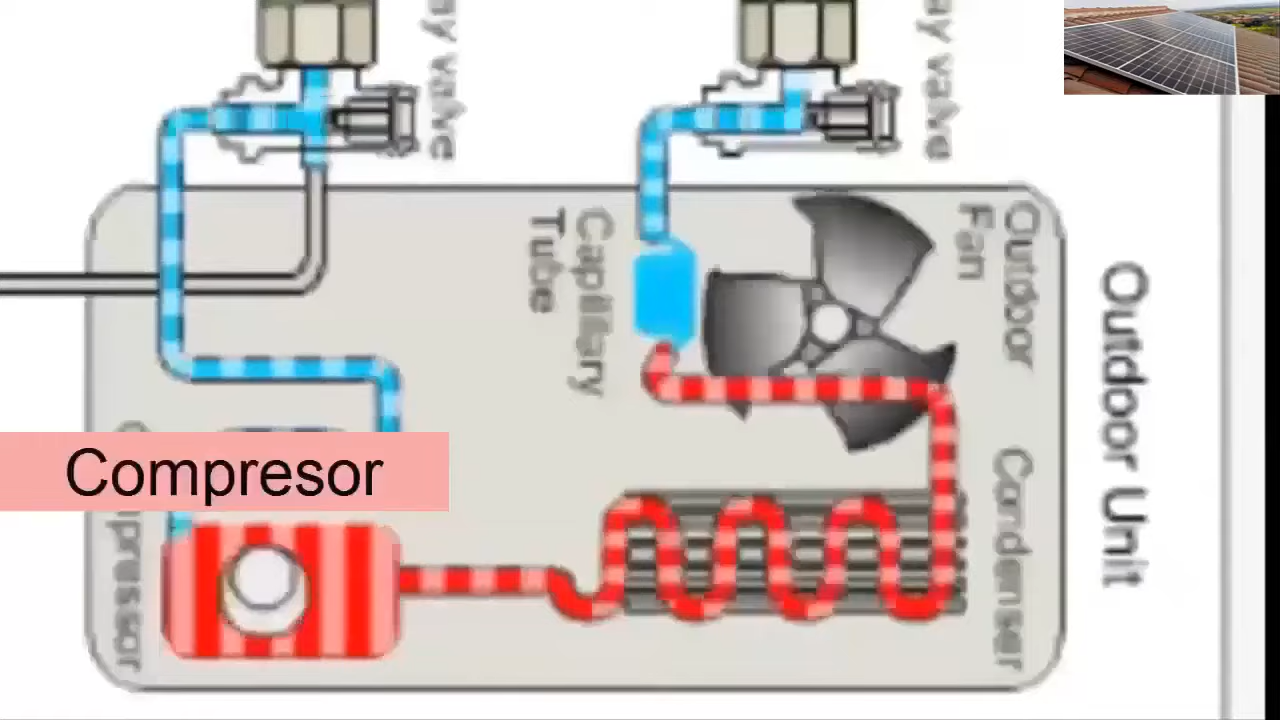 Outdoor
Fan
Capillary
Tube
Outdoor Unit
Compresor
Condenser